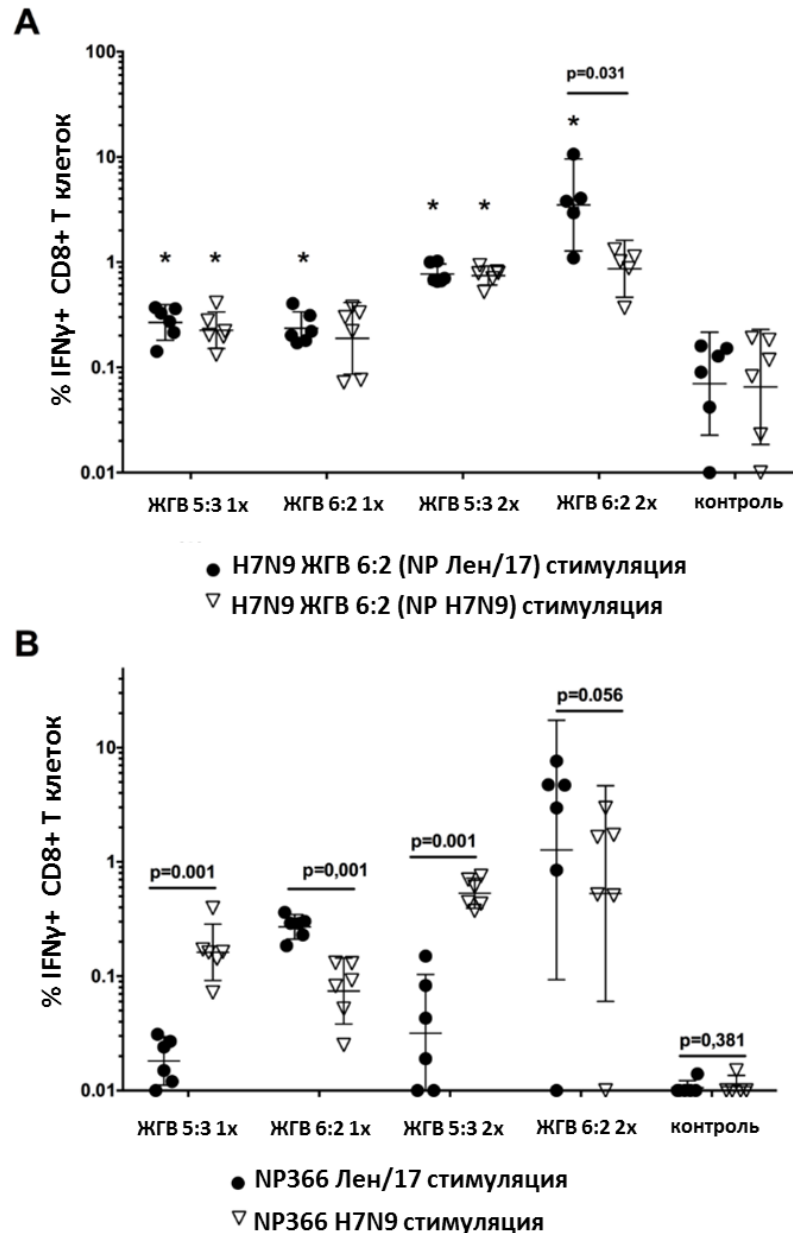 A
% IFNγ+ CD8+ T клеток
100
10
1
0.1
0.01
p=0.031
*
* * * * *
ЖГВ 5:3 1x ЖГВ 6:2 1x ЖГВ 5:3 2x ЖГВ 6:2 2x контроль
H7N9 ЖГВ 6:2 (NP Лен/17) стимуляция
H7N9 ЖГВ 6:2 (NP H7N9) стимуляция
B
% IFNγ+ CD8+ T клеток
10
1
0.1
0.01
p=0.056
p=0.001 p=0,001 p=0.001
p=0,381
ЖГВ 5:3 1x ЖГВ 6:2 1x ЖГВ 5:3 2x ЖГВ 6:2 2x контроль
NP366 Лен/17 стимуляция
NP366 H7N9 стимуляция